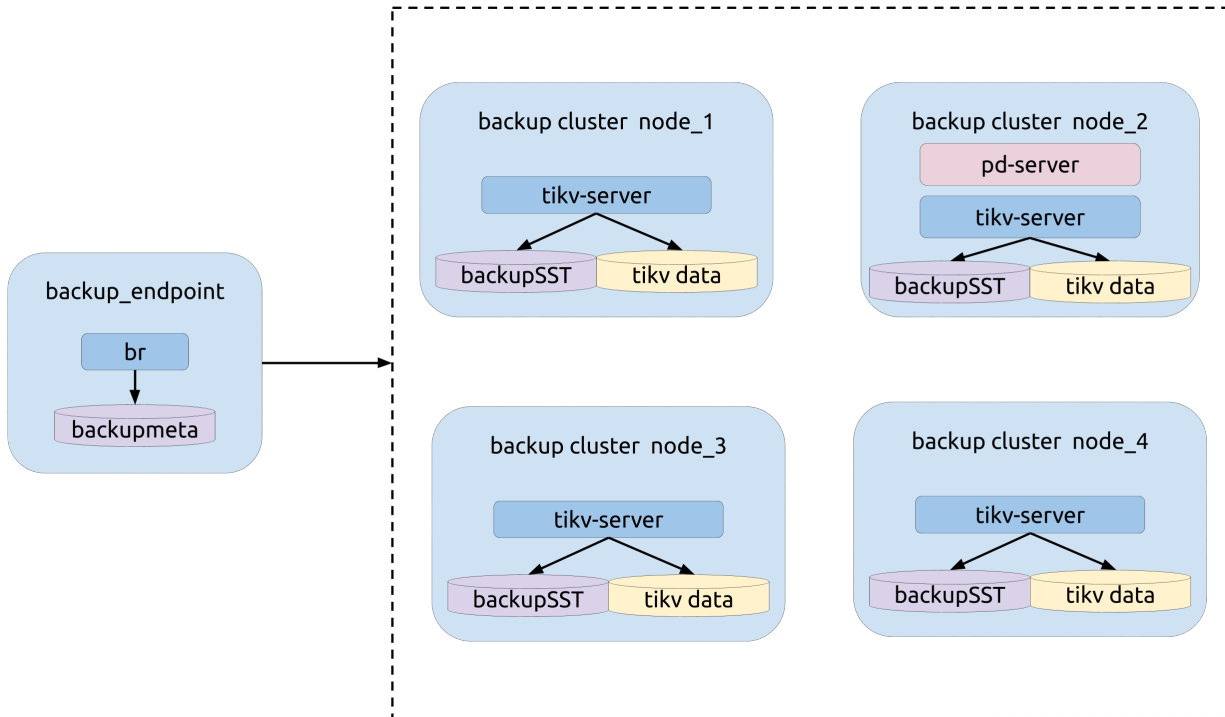 backup_endpoint
br
backupmeta
backup cluster node_1
tikv-server
backupSST
tikv data
backup cluster node_2
pd-server
tikv-server
backupSST
tikv data
backup cluster node_3
tikv-server
backupSST
tikv data
backup cluster node_4
tikv-server
backupSST
tikv data